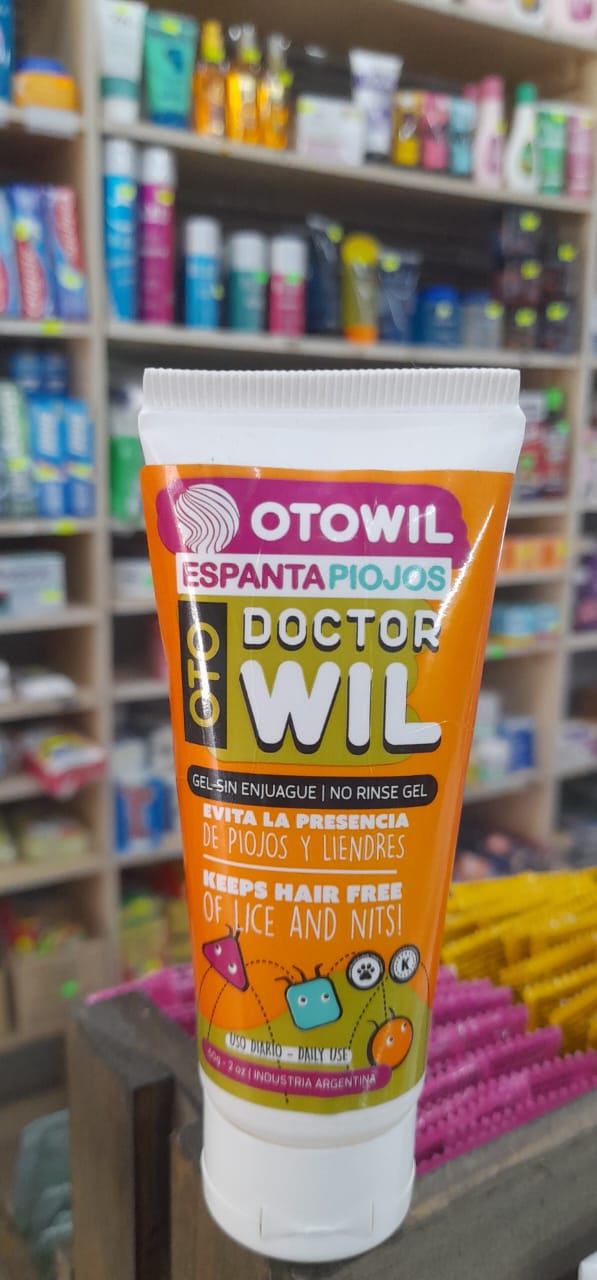 OTOWIL
ESPANTAPIOJOS
OTO
DOCTOR
WIL
GEL SIN ENJUAGUE | NO RINSE GEL
EVITA LA PRESENCIA
DE PIOJOS Y LIENDRES
KEEPS HAIR FREE
OF LICE AND NITS!
K
USO DIARIO - DAILY USE
60g - 2 oz | INDUSTRIA ARGENTINA